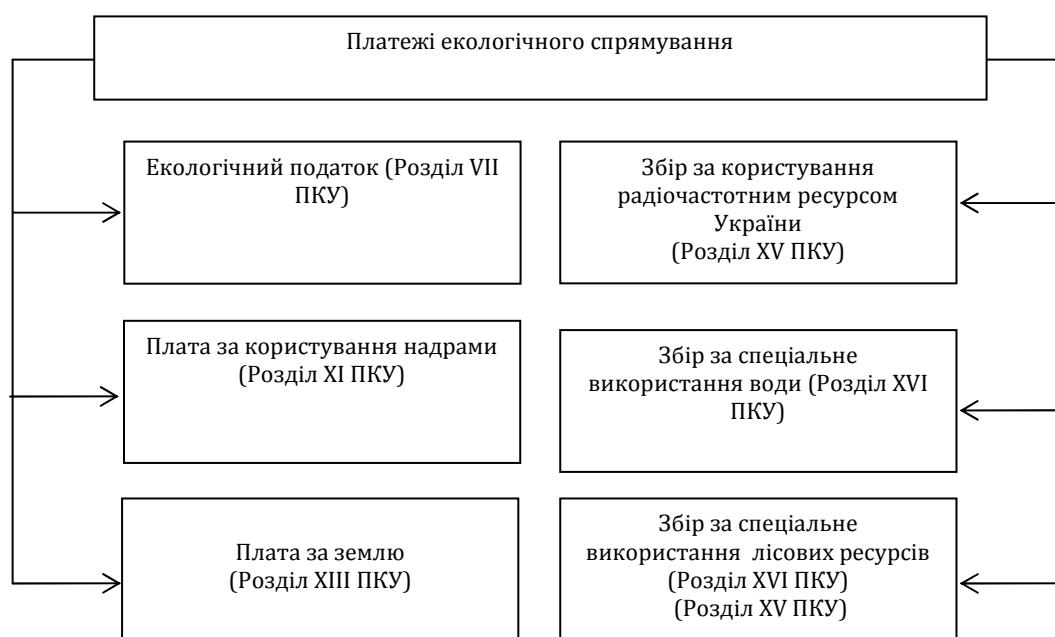 Платежі екологічного спрямування
Екологічний податок (Розділ VІІ
ПКУ)
Збір за користування
радіочастотним ресурсом
України
(Розділ XV ПКУ)
Плата за користування надрами
(Розділ XI ПКУ)
Збір за спеціальне
використання води (Розділ XVI
ПКУ)
Плата за землю
(Розділ XIII ПКУ)
Збір за спеціальне
використання лісових ресурсів
(Розділ XVI ПКУ)
(Розділ XV ПКУ)